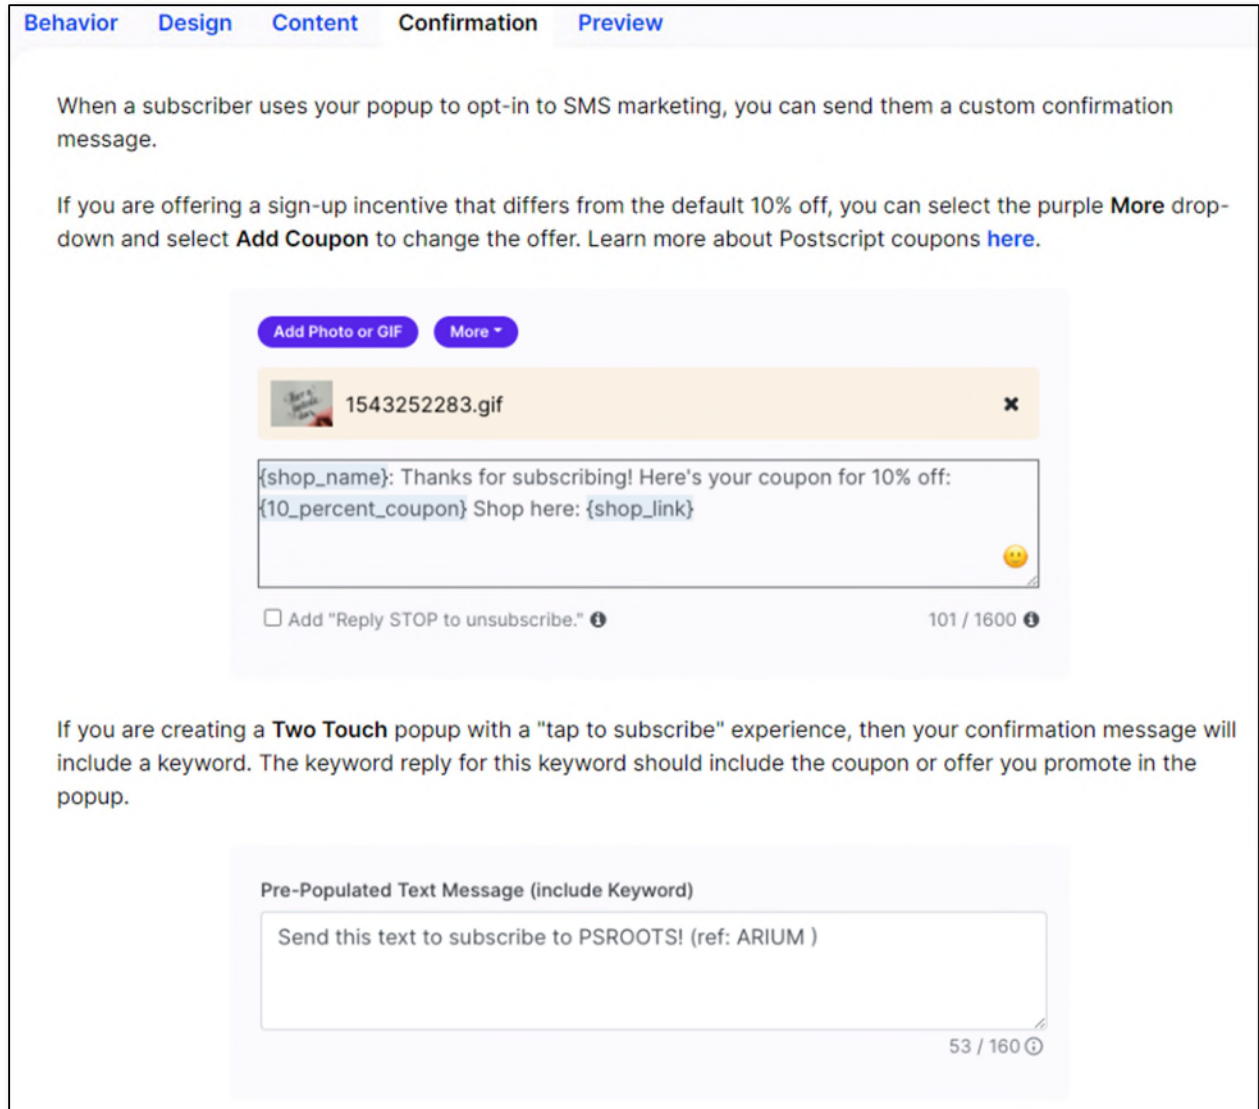 Behavior Design Content Confirmation Preview
When a subscriber uses your popup to opt-in to SMS marketing, you can send them a custom confirmation
message.
If you are offering a sign-up incentive that differs from the default 10% off, you can select the purple More drop-
down and select Add Coupon to change the offer. Learn more about Postscript coupons here.
Add Photo or GIF More
1543252283.gif
{shop_name}: Thanks for subscribing! Here's your coupon for 10% off:
{10_percent_coupon} Shop here: {shop_link}
Add "Reply STOP to unsubscribe." 101 / 1600
If you are creating a Two Touch popup with a "tap to subscribe" experience, then your confirmation message will
include a keyword. The keyword reply for this keyword should include the coupon or offer you promote in the
popup.
Pre-Populated Text Message (include Keyword)
Send this text to subscribe to PSROOTS! (ref: ARIUM )
53 / 160